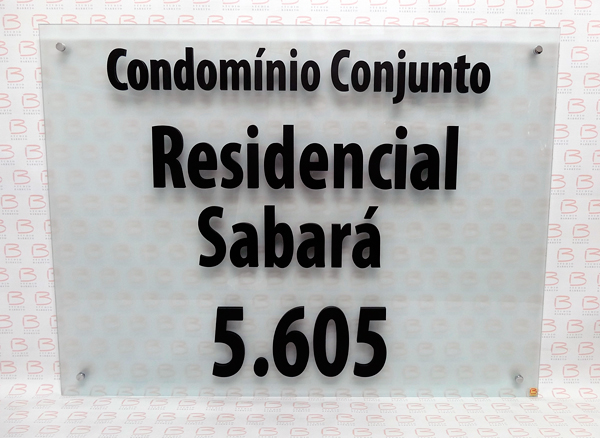 Condomínio Conjunto
Residencial
Sabará
5.605